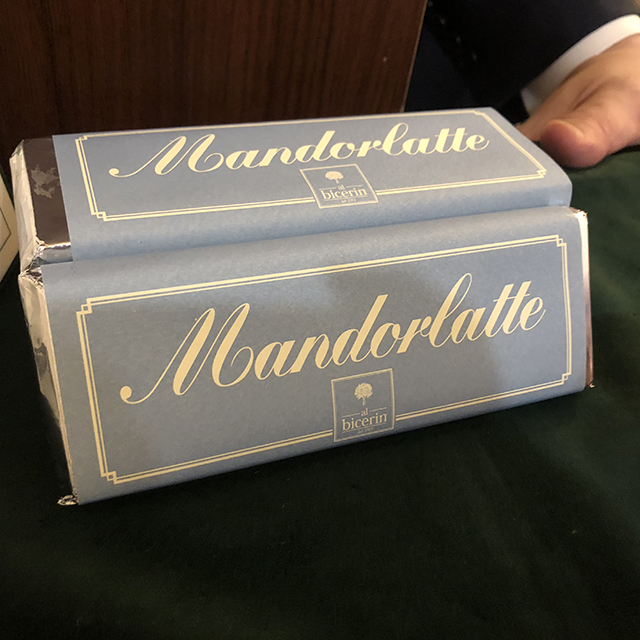 Mandorlatte
al
bicerin
Mandorlatte
al
bicerin